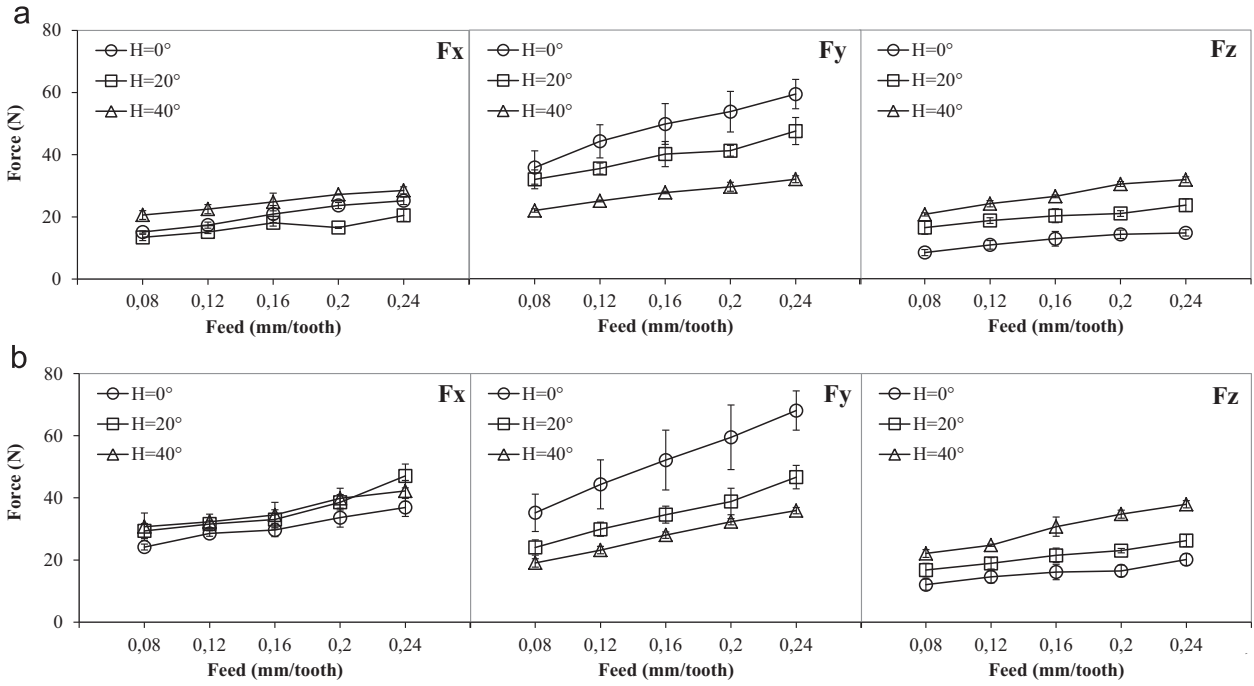 a
80
60
40
20
0
Force (N)
H=0°
H=20°
H=40°
Fx
H=0°
H=20°
H=40°
Fy
H=0°
H=20°
H=40°
Fz
0,08 0,12 0,16 0,2 0,24
0,08 0,12 0,16 0,2 0,24
0,08 0,12 0,16 0,2 0,24
Feed (mm/tooth)
Feed (mm/tooth)
Feed (mm/tooth)
b
80
60
40
20
0
Force (N)
H=0°
H=20°
H=40°
Fx
H=0°
H=20°
H=40°
Fy
H=0°
H=20°
H=40°
Fz
0,08 0,12 0,16 0,2 0,24
0,08 0,12 0,16 0,2 0,24
0,08 0,12 0,16 0,2 0,24
Feed (mm/tooth)
Feed (mm/tooth)
Feed (mm/tooth)